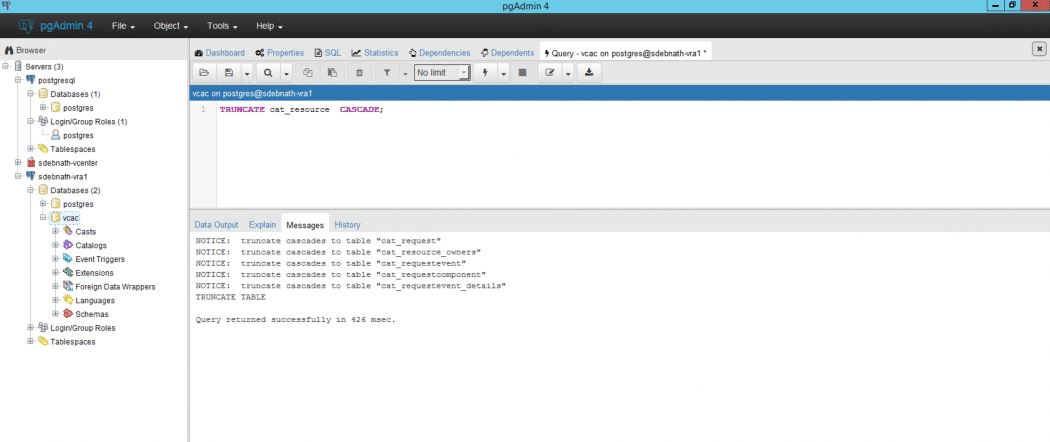 pgAdmin 4
pgAdmin 4 File Object Tools Help
Browser
Servers (3)
postgresql
Databases (1)
postgres
Login/Group Roles (1)
postgres
Tablespaces
sdebnath-vcenter
sdebnath-vra1
Databases (2)
postgres
vcac
Casts
Catalogs
Event Triggers
Extensions
Foreign Data Wrappers
Languages
Schemas
Login/Group Roles
Tablespaces
Dashboard Properties SQL Statistics Dependencies Dependents Query - vcac on postgres@sdebnath-vra1 *
No limit
vcac on postgres@sdebnath-vra1
1 TRUNCATE cat_resource  CASCADE;
Data Output Explain Messages History
NOTICE:  truncate cascades to table "cat_request"
NOTICE:  truncate cascades to table "cat_resource_owners"
NOTICE:  truncate cascades to table "cat_requestevent"
NOTICE:  truncate cascades to table "cat_requestcomponent"
NOTICE:  truncate cascades to table "cat_requestevent_details"
TRUNCATE TABLE
Query returned successfully in 426 msec.